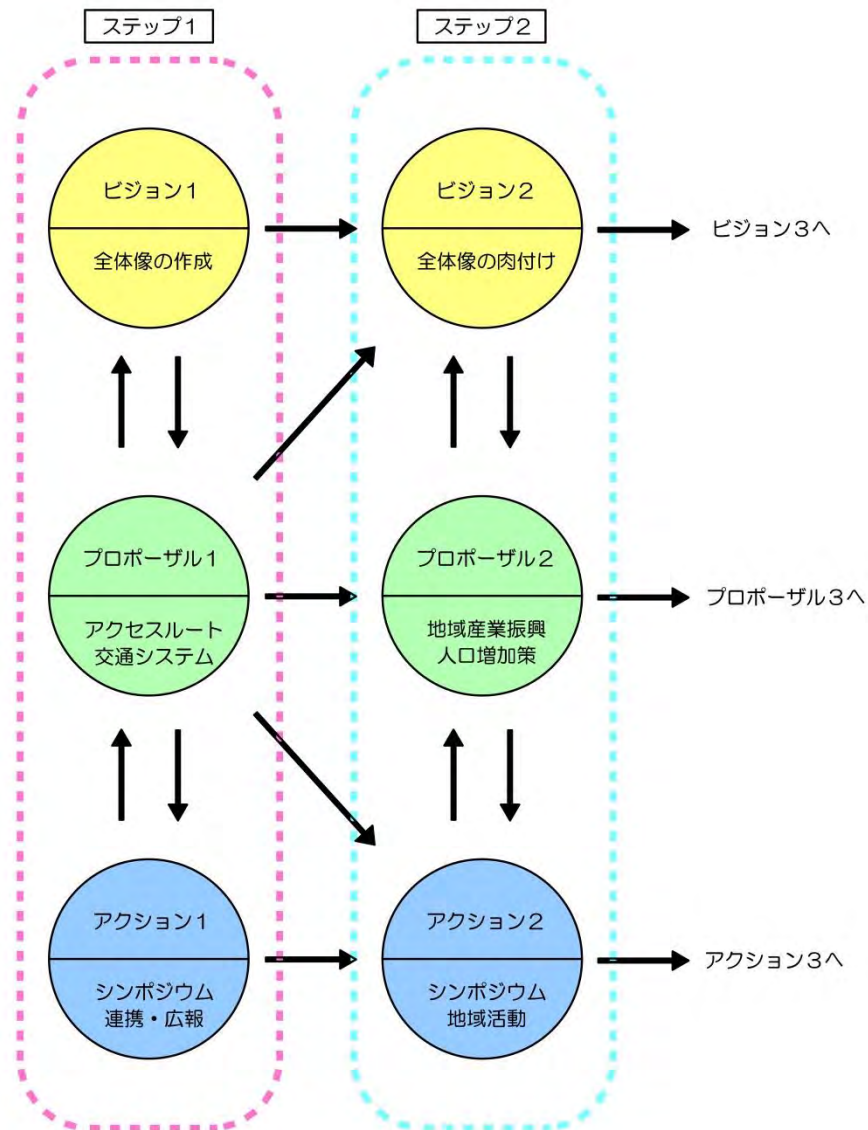 ステップ1
ステップ2
ビジョン1
全体像の作成
ビジョン2
全体像の肉付け
ビジョン3へ
プロポーザル1
アクセスルート
交通システム
プロポーザル2
地域産業振興
人口増加策
プロポーザル3へ
アクション1
シンポジウム
連携・広報
アクション2
シンポジウム
地域活動
アクション3へ